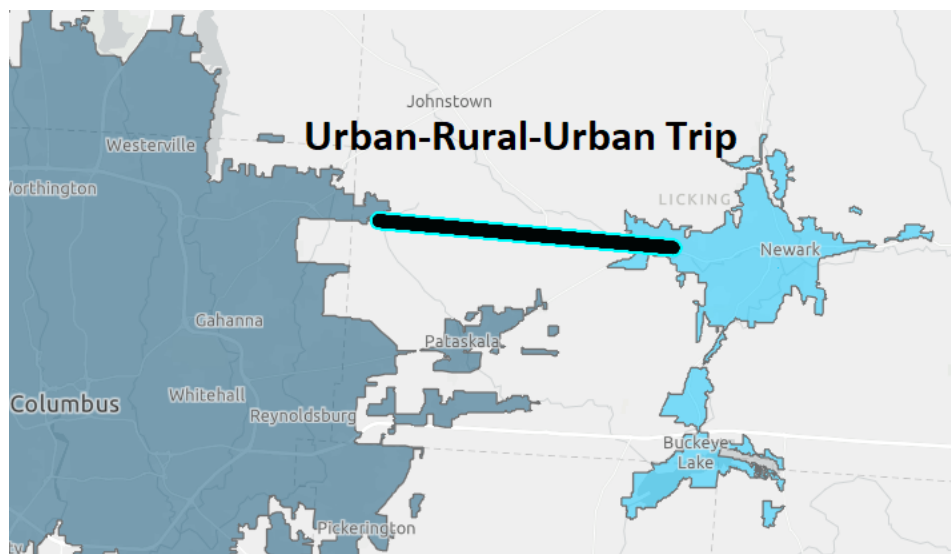 Johnstown
Urban-Rural-Urban Trip
Westerville
Worthington
LICKING
Newark
Gahanna
Pataskala
Whitehall
Columbus
Reynoldsburg
Buckeye
Lake
Pickerington